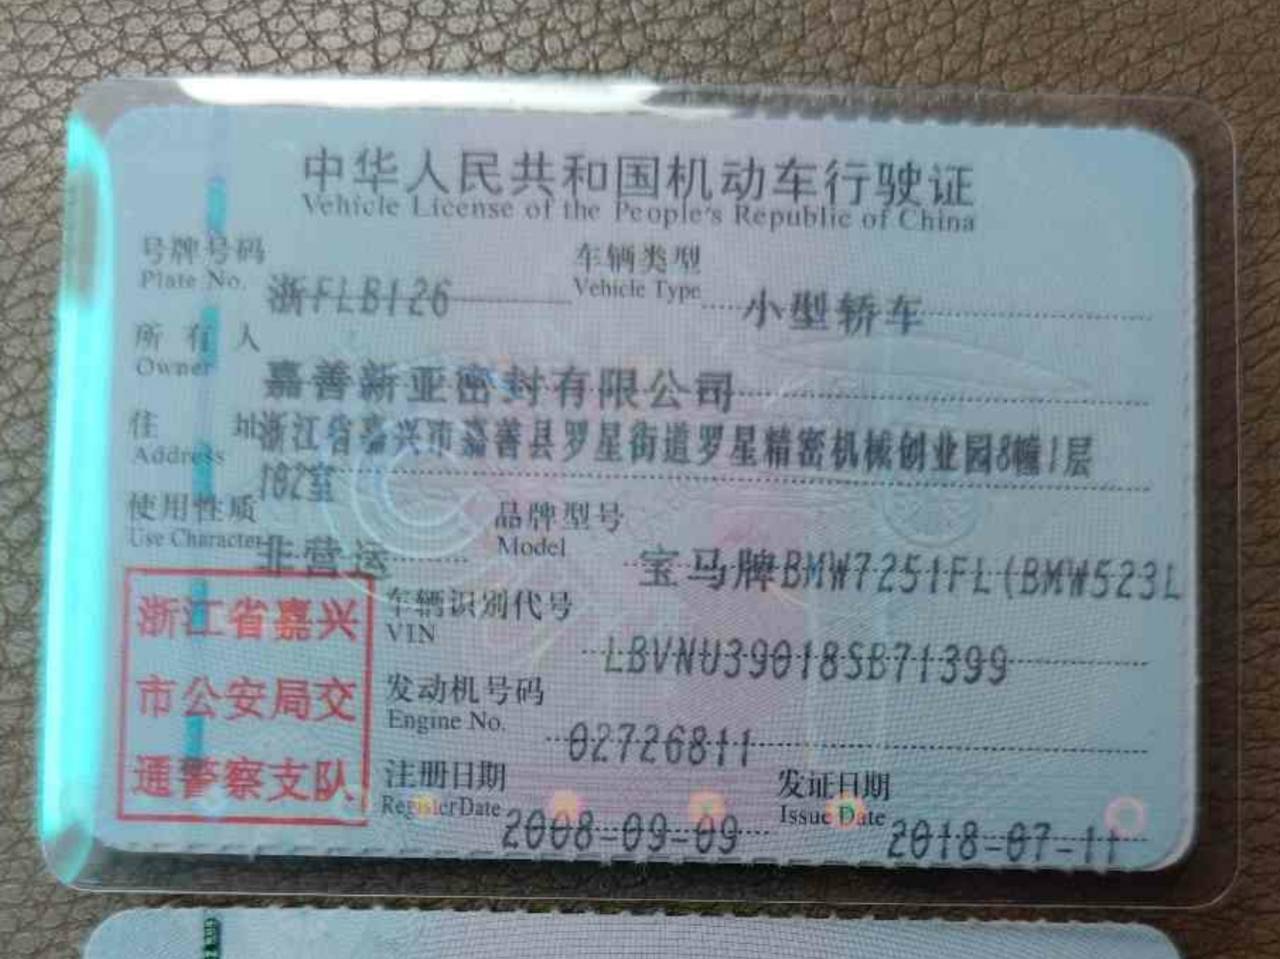 中华人民共和国机动车行驶证
Vehicle License of the People's Republic of China
号牌号码 浙FLB126 车辆类型 小型轿车
Plate No. Vehicle Type
所有人 嘉善新亚密封有限公司
Owner
住址 浙江省嘉兴市嘉善县罗星街道罗星精密机械创业园8幢1层
Address 102室
使用性质 非营运 品牌型号 宝马牌BMW7251FL(BMW523L
Use Character Model
浙江省嘉兴
市公安局交
通警察支队
车辆识别代号 LBVNU39018SB71399
VIN
发动机号码 02726811
Engine No.
注册日期 2008-09-09 发证日期 2018-07-11
Register Date Issue Date